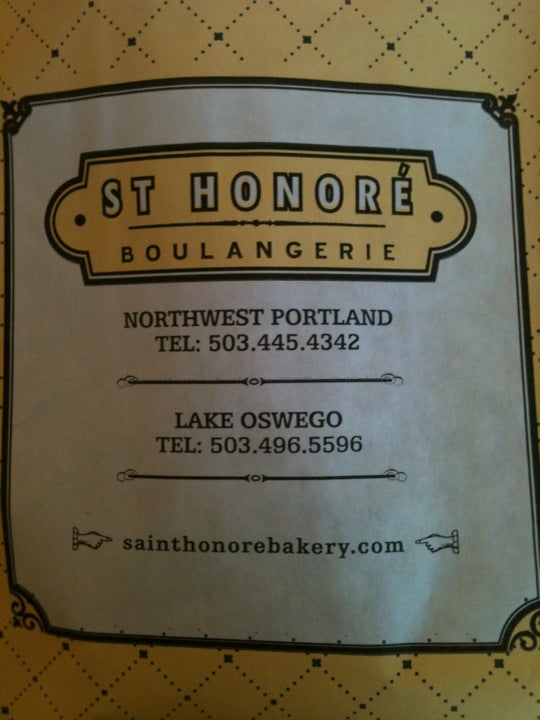 ST HONORÉ
BOULANGERIE
NORTHWEST PORTLAND
TEL: 503.445.4342
LAKE OSWEGO
TEL: 503.496.5596
sainthonorebakery.com